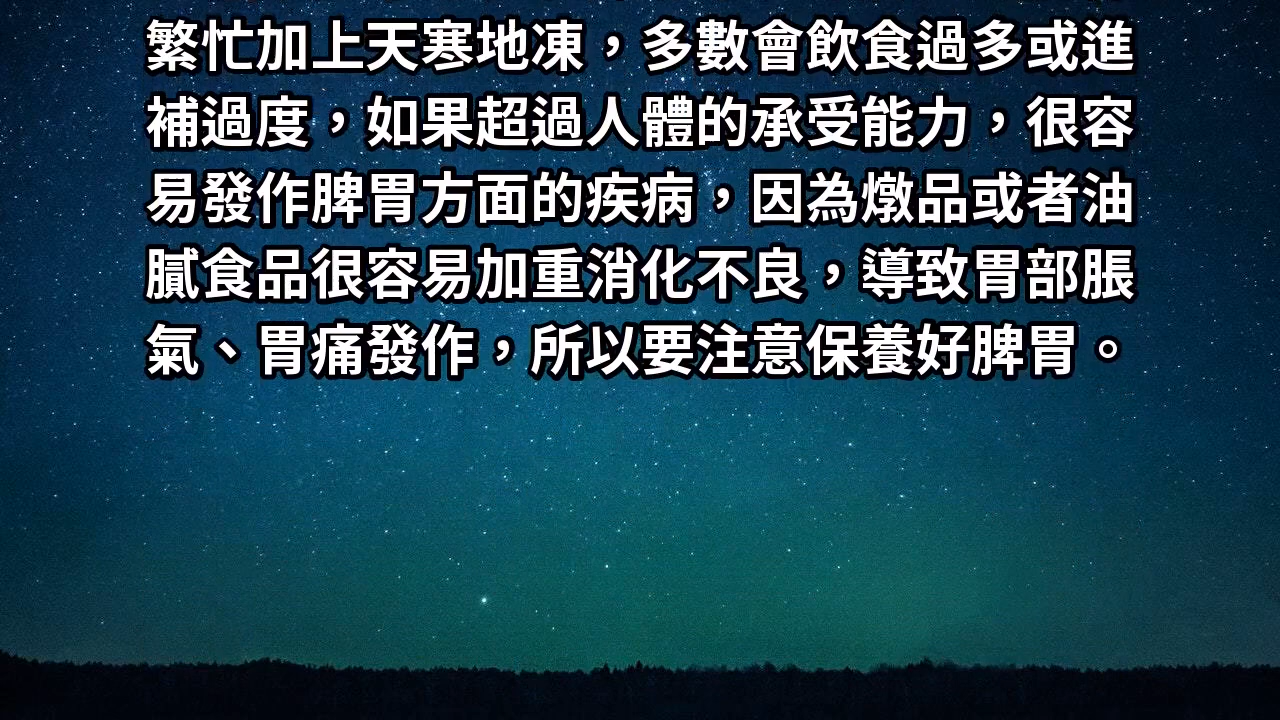 繁忙加上天寒地凍，多數會飲食過多或進
補過度，如果超過人體的承受能力，很容
易發作脾胃方面的疾病，因為燉品或者油
膩食品很容易加重消化不良，導致胃部脹
氣、胃痛發作，所以要注意保養好脾胃。